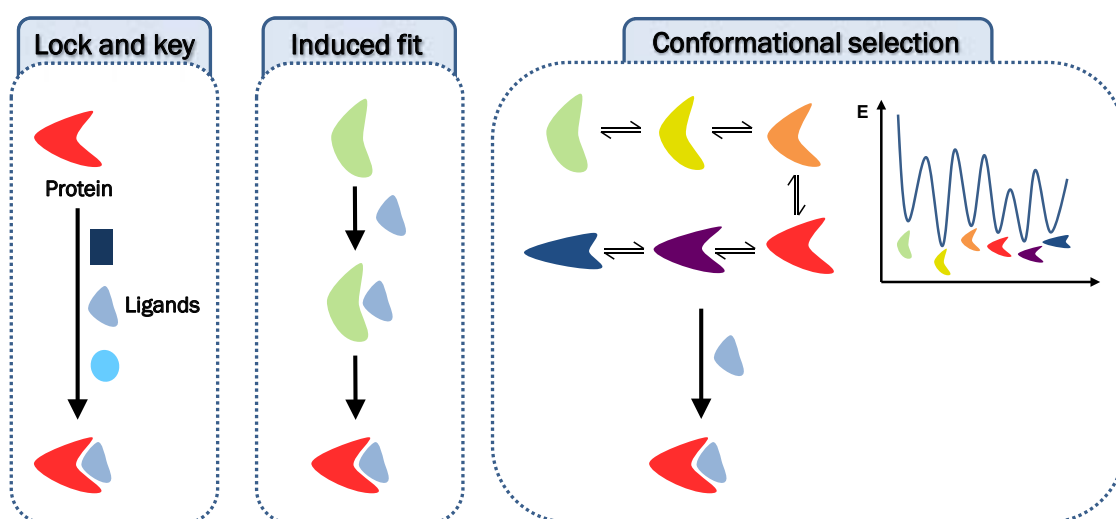 Lock and key
Induced fit
Conformational selection
E
Protein
Ligands